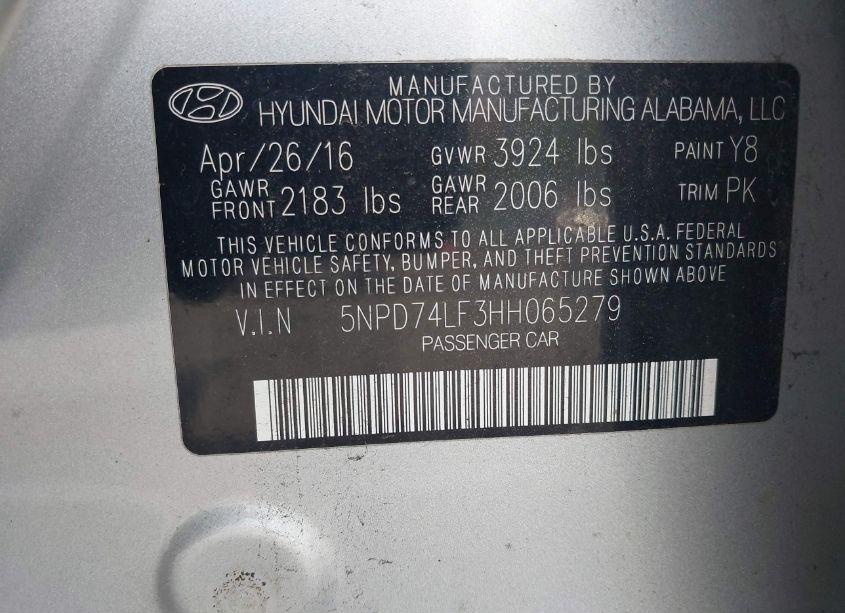 MANUFACTURED BY
HYUNDAI MOTOR MANUFACTURING ALABAMA, LLC
Apr/26/16 GVWR 3924 lbs PAINT Y8
GAWR FRONT 2183 lbs GAWR REAR 2006 lbs TRIM PK
THIS VEHICLE CONFORMS TO ALL APPLICABLE U.S.A. FEDERAL
MOTOR VEHICLE SAFETY, BUMPER, AND THEFT PREVENTION STANDARDS
IN EFFECT ON THE DATE OF MANUFACTURE SHOWN ABOVE
V.I.N 5NPD74LF3HH065279
PASSENGER CAR